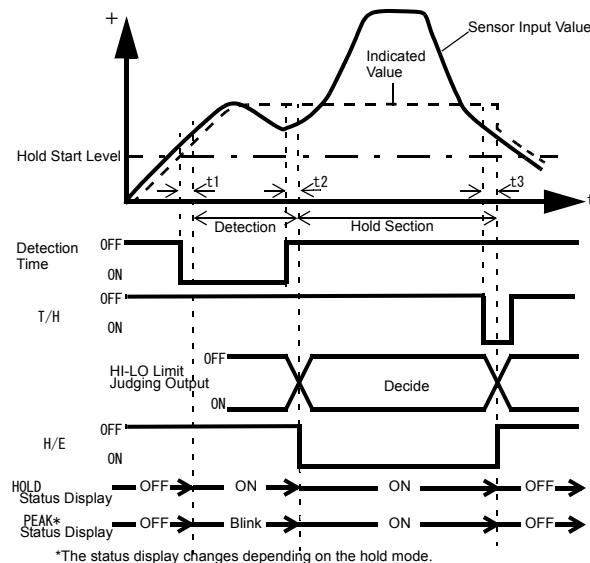 +
Sensor Input Value
Indicated
Value
Hold Start Level
t1
t2
t3
t
Detection
Hold Section
Detection
Time
OFF
ON
T/H
OFF
ON
HI-LO Limit
Judging Output
OFF
ON
Decide
H/E
OFF
ON
HOLD
Status Display
OFF
ON
ON
OFF
PEAK*
Status Display
OFF
Blink
ON
OFF
*The status display changes depending on the hold mode.